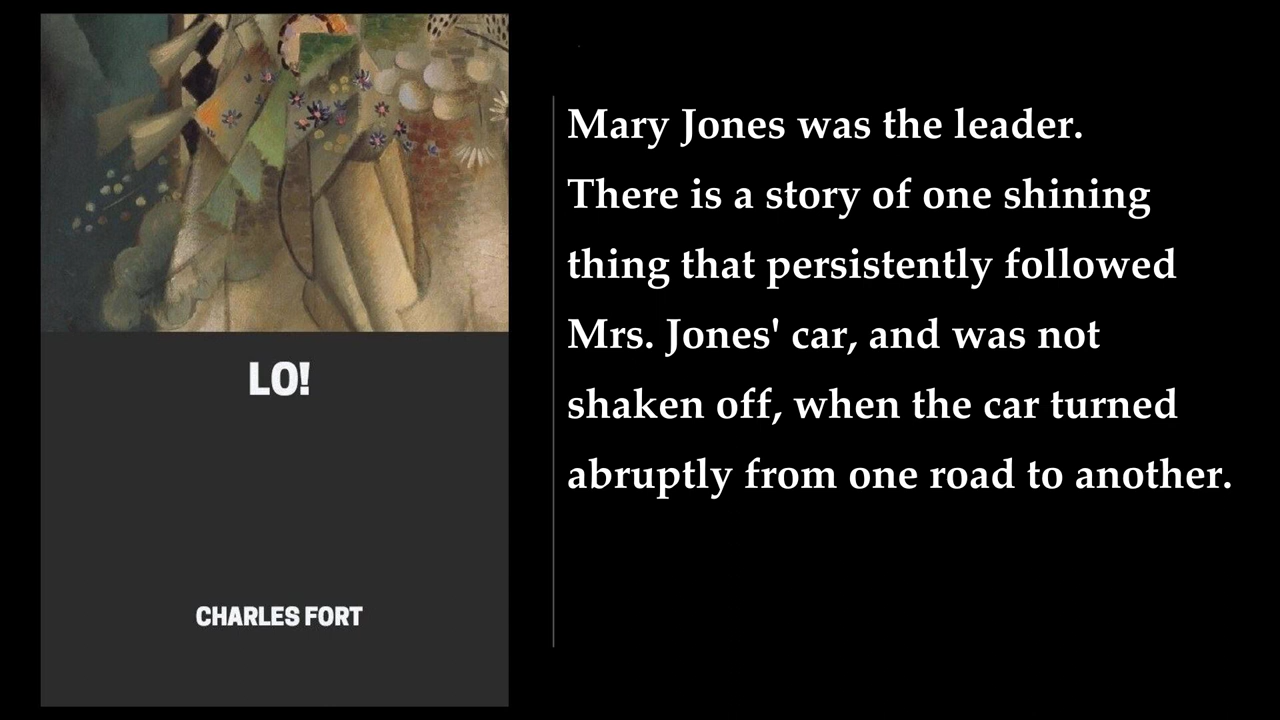 LO!
CHARLES FORT
Mary Jones was the leader.
There is a story of one shining
thing that persistently followed
Mrs. Jones' car, and was not
shaken off, when the car turned
abruptly from one road to another.